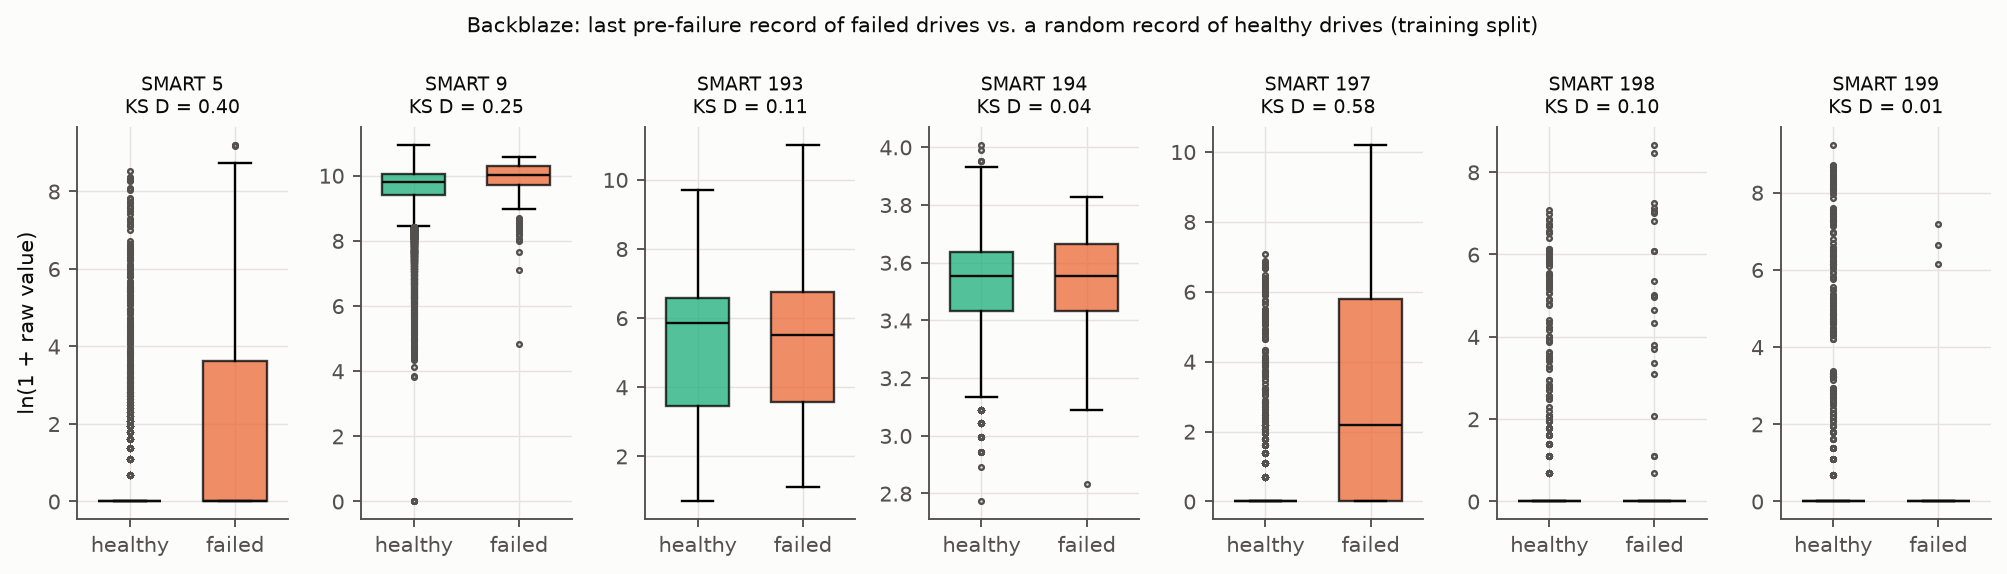 Backblaze: last pre-failure record of failed drives vs. a random record of healthy drives (training split)
SMART 5
KS D = 0.40
SMART 9
KS D = 0.25
SMART 193
KS D = 0.11
SMART 194
KS D = 0.04
SMART 197
KS D = 0.58
SMART 198
KS D = 0.10
SMART 199
KS D = 0.01
ln(1 + raw value)
8
6
4
2
0
healthy failed
10
8
6
4
2
0
healthy failed
10
8
6
4
2
healthy failed
4.0
3.8
3.6
3.4
3.2
3.0
2.8
healthy failed
10
8
6
4
2
0
healthy failed
8
6
4
2
0
healthy failed
8
6
4
2
0
healthy failed